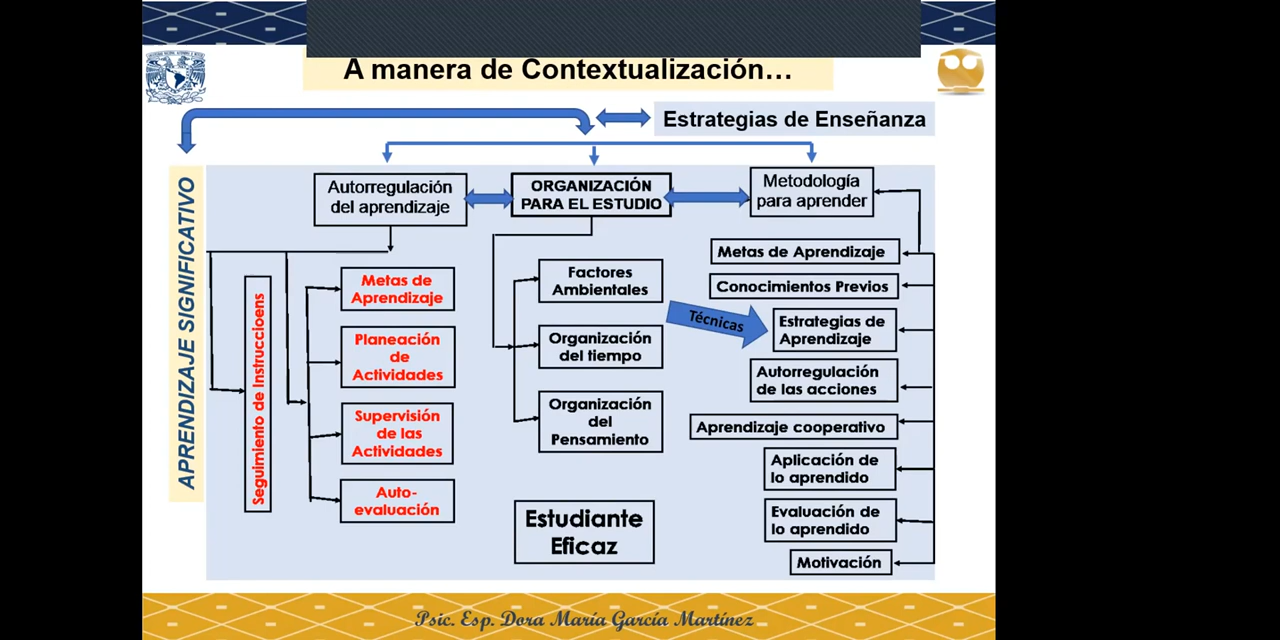 A manera de Contextualización...
Estrategias de Enseñanza
APRENDIZAJE SIGNIFICATIVO
Autorregulación
del aprendizaje
ORGANIZACIÓN
PARA EL ESTUDIO
Metodología
para aprender
Seguimiento de Instruccioens
Metas de
Aprendizaje
Planeación
de
Actividades
Supervisión
de las
Actividades
Auto-
evaluación
Factores
Ambientales
Organización
del tiempo
Organización
del
Pensamiento
Técnicas
Metas de Aprendizaje
Conocimientos Previos
Estrategias de
Aprendizaje
Autorregulación
de las acciones
Aprendizaje cooperativo
Aplicación de
lo aprendido
Evaluación de
lo aprendido
Motivación
Estudiante
Eficaz
Psic. Esp. Dora María García Martínez